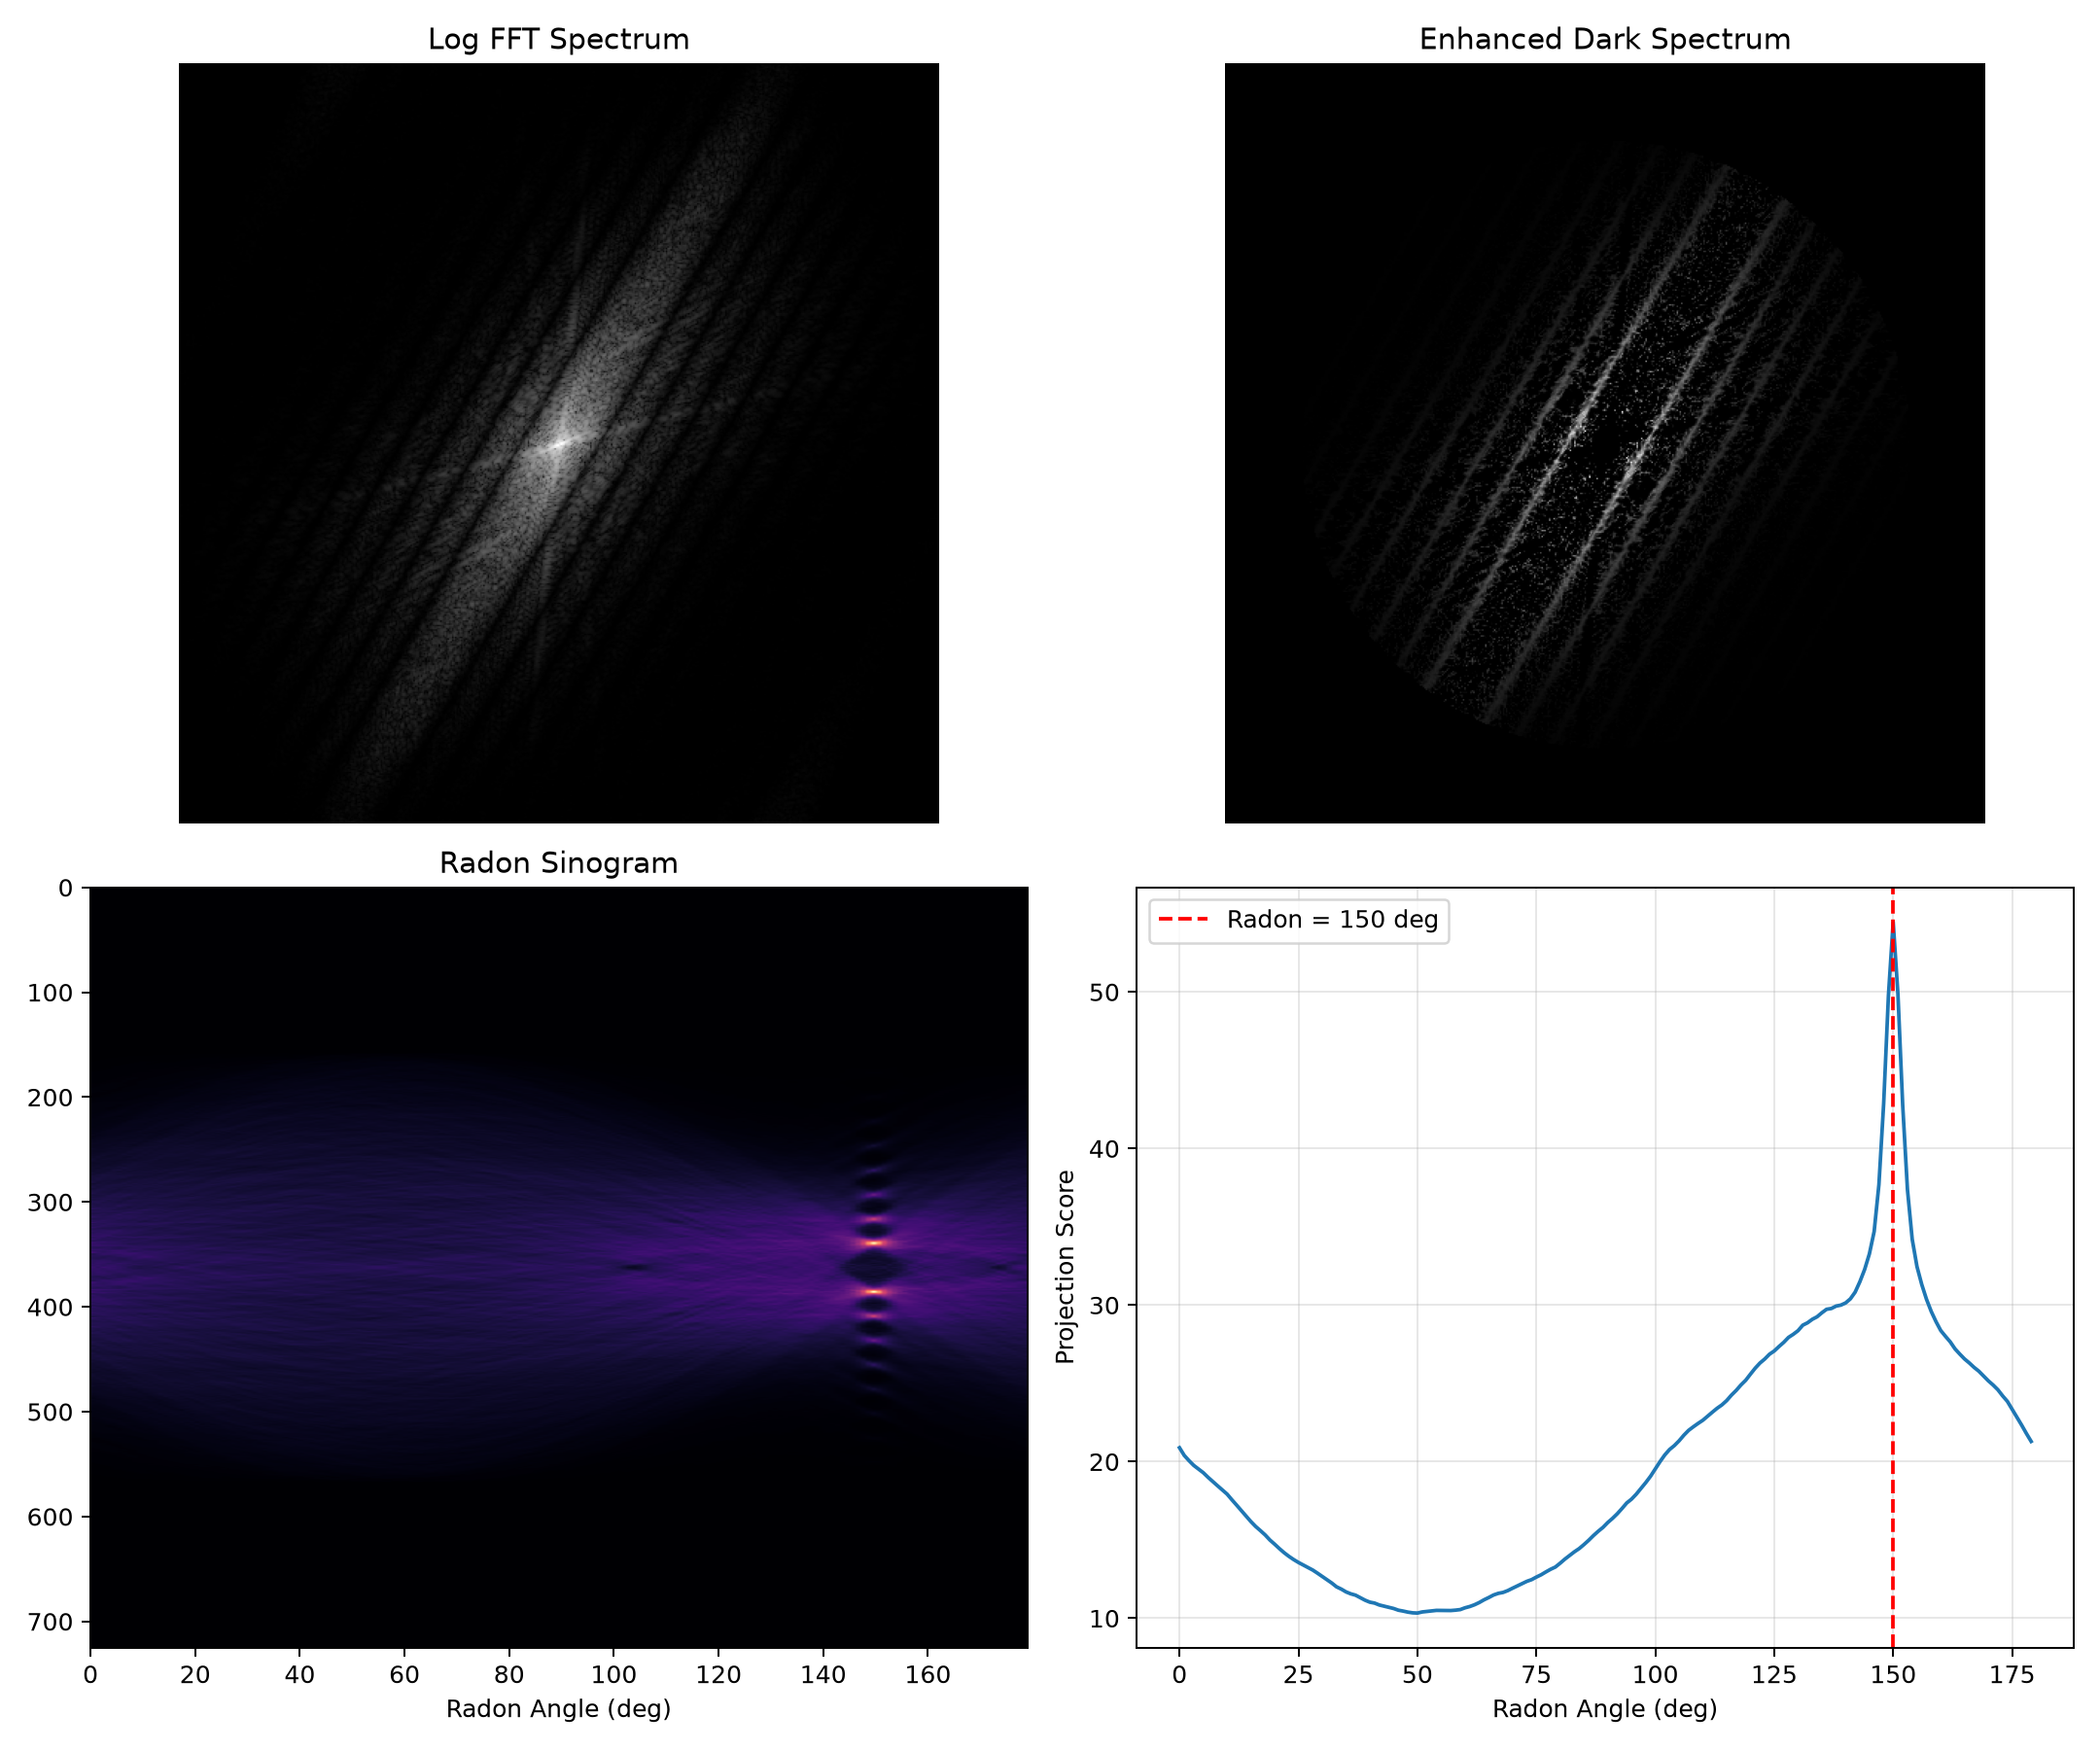 Log FFT Spectrum
Enhanced Dark Spectrum
Radon Sinogram
0
100
200
300
400
500
600
700
0 20 40 60 80 100 120 140 160
Radon Angle (deg)
Radon = 150 deg
Projection Score
50
40
30
20
10
0 25 50 75 100 125 150 175
Radon Angle (deg)